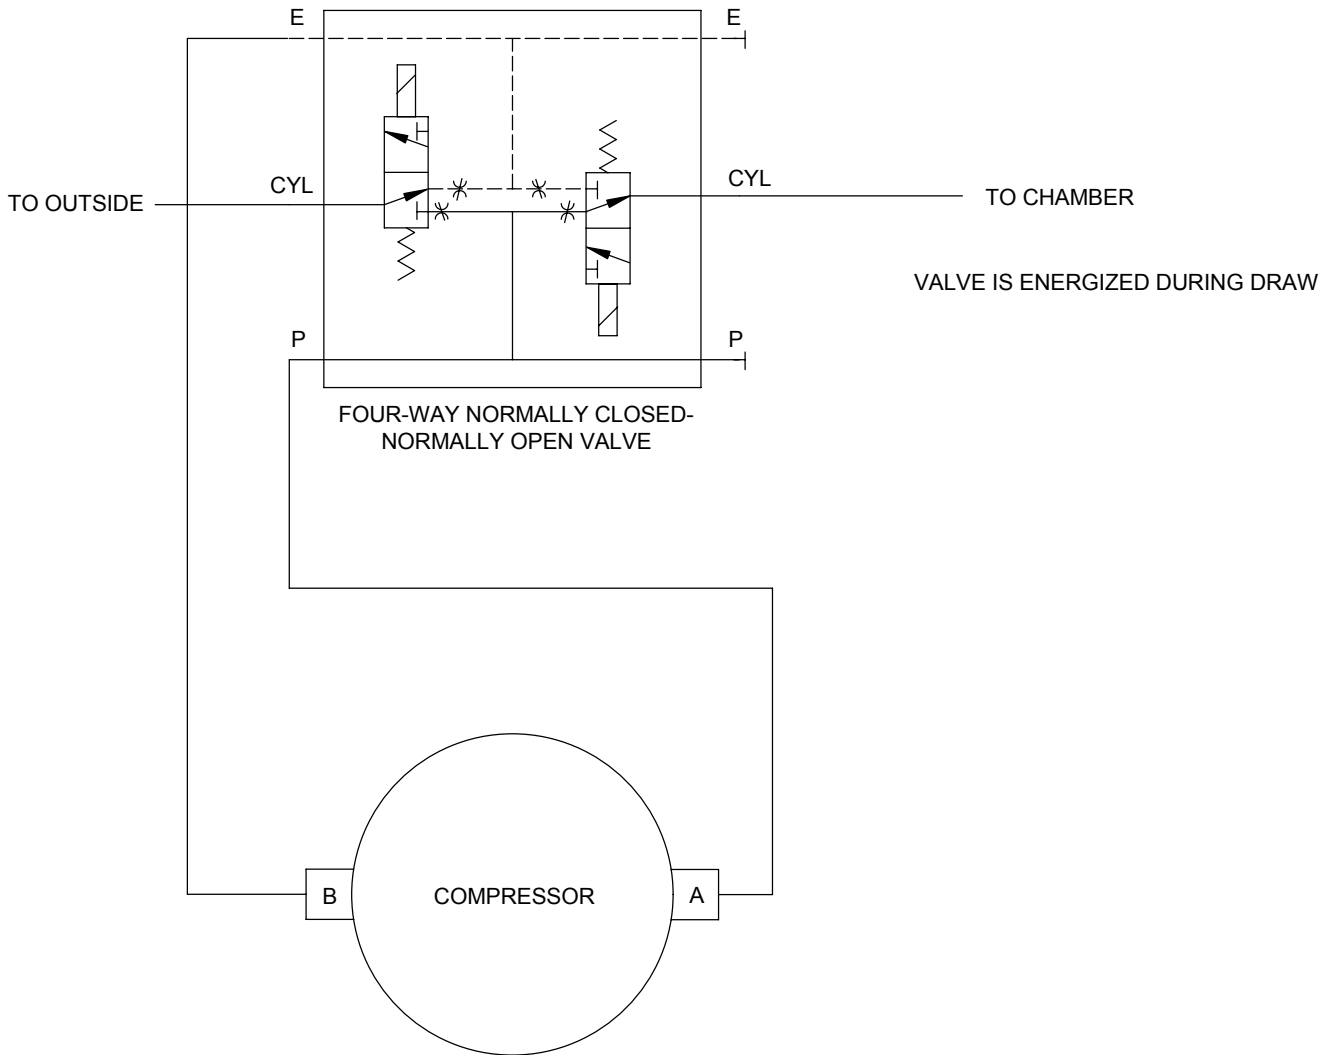 E
E
CYL
CYL
TO OUTSIDE
TO CHAMBER
VALVE IS ENERGIZED DURING DRAW
P
P
FOUR-WAY NORMALLY CLOSED-
NORMALLY OPEN VALVE
B
COMPRESSOR
A